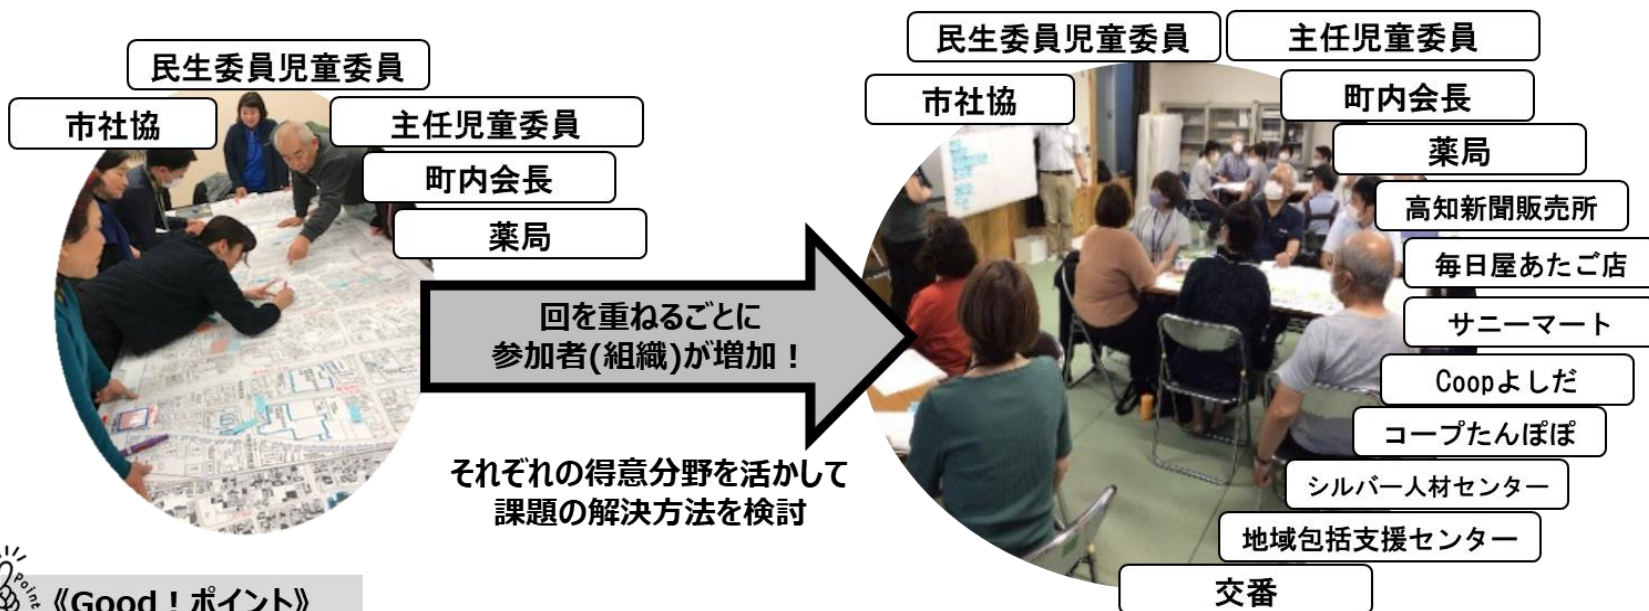 民生委員児童委員
市社協
主任児童委員
町内会長
薬局
回を重ねるごとに
参加者(組織)が増加！
それぞれの得意分野を活かして
課題の解決方法を検討
民生委員児童委員
主任児童委員
市社協
町内会長
薬局
高知新聞販売所
毎日屋あたご店
サニーマート
Coopよしだ
コープたんぽぽ
シルバー人材センター
地域包括支援センター
交番
Point
《Good！ポイント》